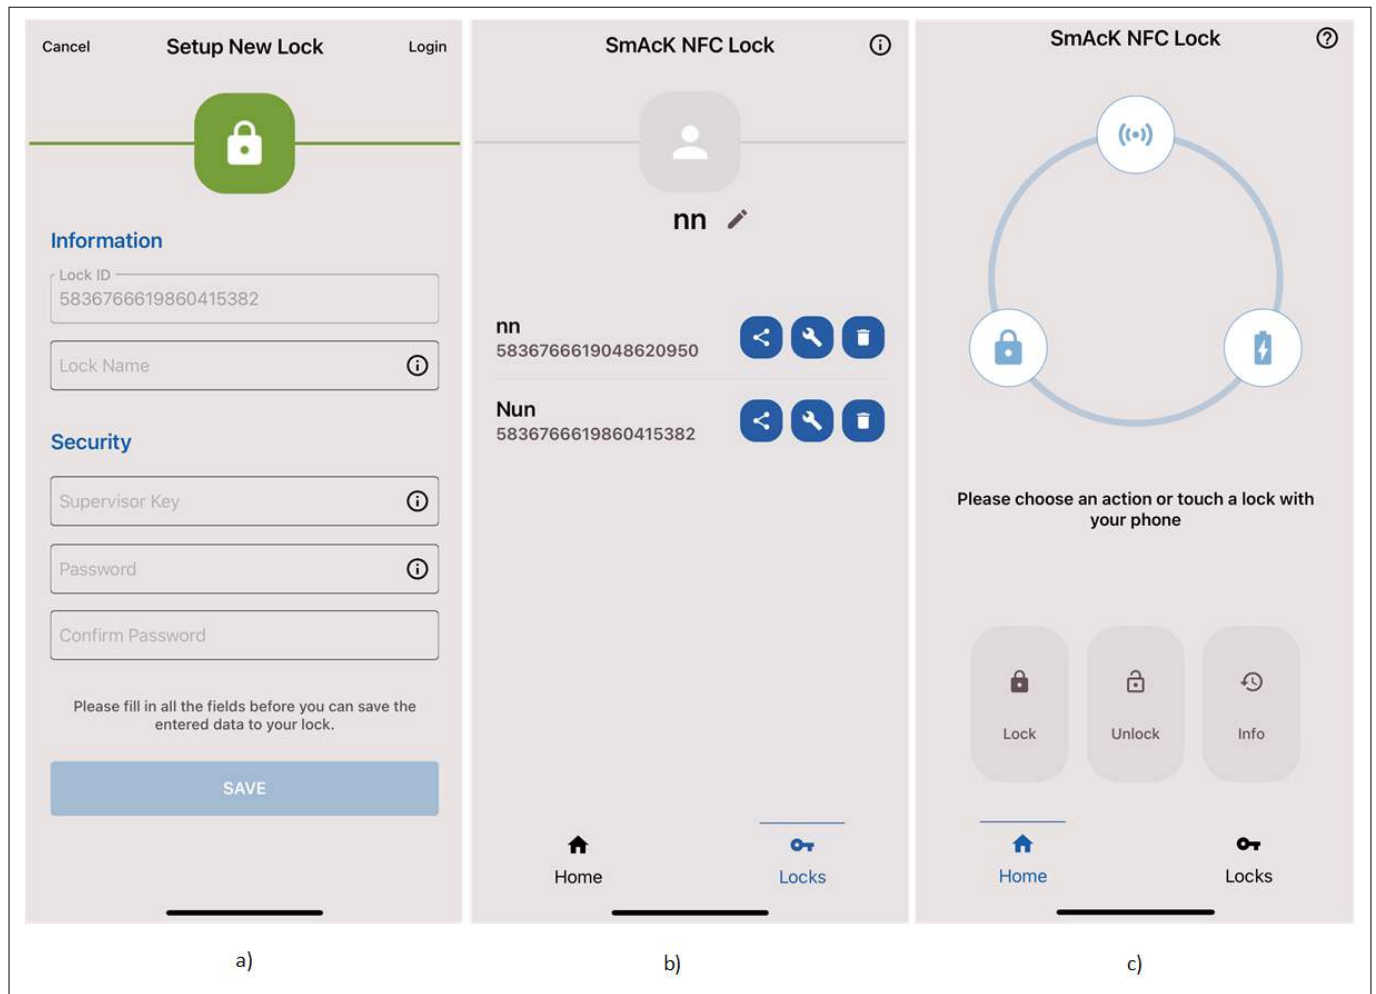 Cancel Setup New Lock Login
Information
Lock ID
5836766619860415382
Lock Name
Security
Supervisor Key
Password
Confirm Password
Please fill in all the fields before you can save the
entered data to your lock.
SAVE
a)
SmAcK NFC Lock
nn
nn
5836766619048620950
Nun
5836766619860415382
Home Locks
b)
SmAcK NFC Lock
Please choose an action or touch a lock with
your phone
Lock Unlock Info
Home Locks
c)